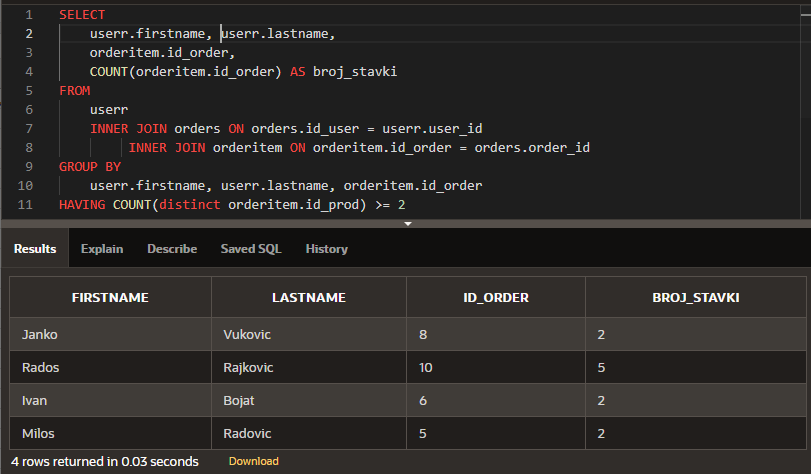 1 SELECT
2 userr.firstname, userr.lastname,
3 orderitem.id_order,
4 COUNT(orderitem.id_order) AS broj_stavki
5 FROM
6 userr
7 INNER JOIN orders ON orders.id_user = userr.user_id
8 INNER JOIN orderitem ON orderitem.id_order = orders.order_id
9 GROUP BY
10 userr.firstname, userr.lastname, orderitem.id_order
11 HAVING COUNT(distinct orderitem.id_prod) >= 2
Results Explain Describe Saved SQL History
FIRSTNAME LASTNAME ID_ORDER BROJ_STAVKI
Janko Vukovic 8 2
Rados Rajkovic 10 5
Ivan Bojat 6 2
Milos Radovic 5 2
4 rows returned in 0.03 seconds Download